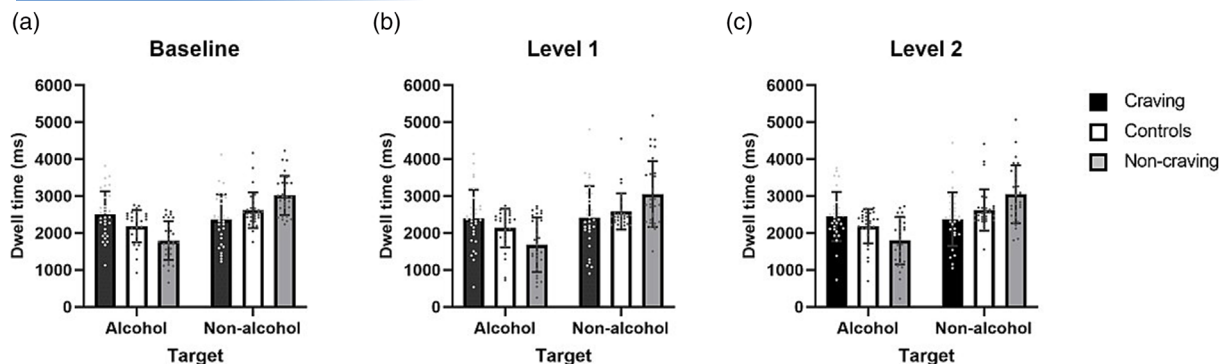 (a)
Baseline
Dwell time (ms)
6000
5000
4000
3000
2000
1000
0
Alcohol Non-alcohol
Target
(b)
Level 1
Dwell time (ms)
6000
5000
4000
3000
2000
1000
0
Alcohol Non-alcohol
Target
(c)
Level 2
Dwell time (ms)
6000
5000
4000
3000
2000
1000
0
Alcohol Non-alcohol
Target
Craving
Controls
Non-craving